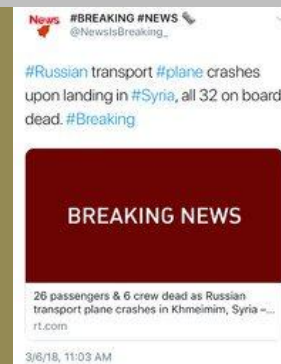 News #BREAKING #NEWS
@NewsIsBreaking_
#Russian transport #plane crashes
upon landing in #Syria, all 32 on board
dead. #Breaking
BREAKING NEWS
26 passengers & 6 crew dead as Russian
transport plane crashes in Khmeimim, Syria –...
rt.com
3/6/18, 11:03 AM